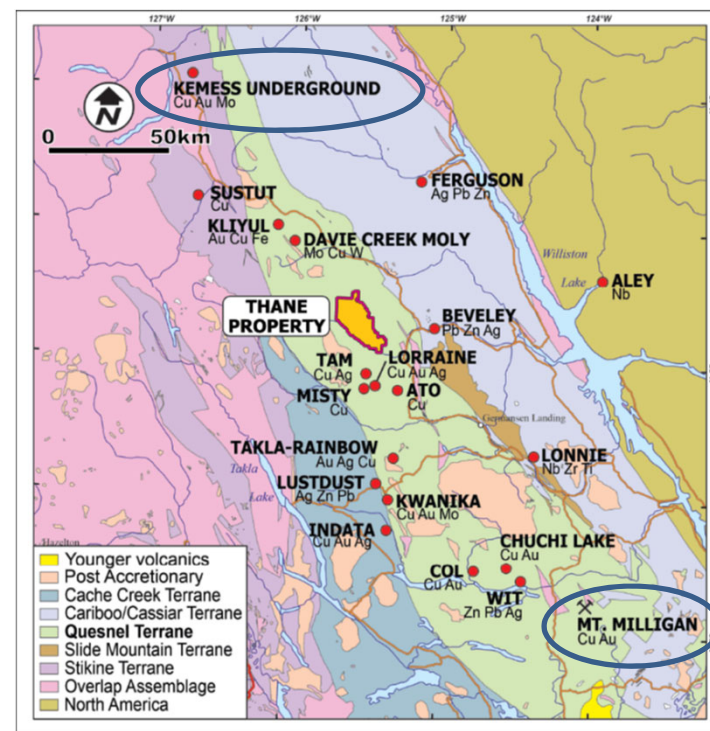 127°W
126°W
125°W
124°W
KEMESS UNDERGROUND
Cu Au Mo
N
0 50km
FERGUSON
Ag Pb Zn
SUSTUT
Cu
KLIYUL
Au Cu Fe
DAVIE CREEK MOLY
Mo Cu W
Williston
Lake
ALEY
Nb
THANE
PROPERTY
BEVELEY
Pb Zn Ag
LORRAINE
Cu Au Ag
TAM
Cu Ag
MISTY
Cu
ATO
Cu
Germansen Landing
TAKLA-RAINBOW
Au Ag Cu
LONNIE
Nb Zr Ti
Takla
Lake
LUSTDUST
Ag Zn Pb
KWANIKA
Cu Au Mo
INDATA
Cu Au Ag
CHUCHI LAKE
Cu Au
Hazelton
COL
Cu Au
WIT
Zn Pb Ag
MT. MILLIGAN
Cu Au
Younger volcanics
Post Accretionary
Cache Creek Terrane
Cariboo/Cassiar Terrane
Quesnel Terrane
Slide Mountain Terrane
Stikine Terrane
Overlap Assemblage
North America